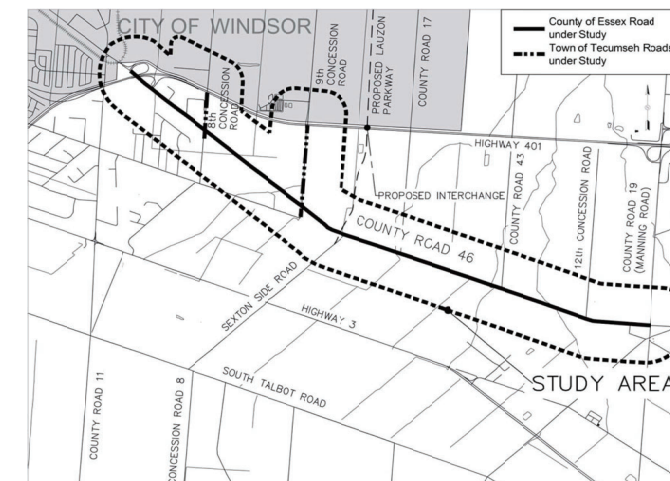 CITY OF WINDSOR
County of Essex Road
under Study
Town of Tecumseh Roads
under Study
8th
CONCESSION
ROAD
9th
CONCESSION
ROAD
PROPOSED LAUZON
PARKWAY
COUNTY ROAD 17
HIGHWAY 401
PROPOSED INTERCHANGE
COUNTY ROAD 46
COUNTY ROAD 43
12th CONCESSION ROAD
COUNTY ROAD 19
(MANNING ROAD)
SEXTON SIDE ROAD
HIGHWAY 3
STUDY AREA
SOUTH TALBOT ROAD
COUNTY ROAD 11
CONCESSION ROAD 8